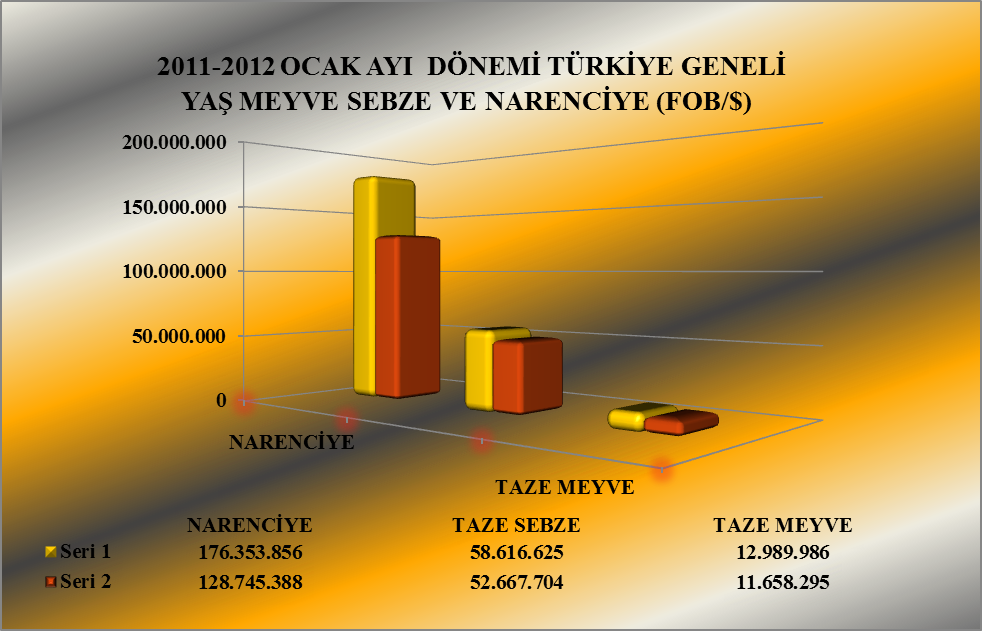 2011-2012 OCAK AYI DÖNEMİ TÜRKİYE GENELİ
YAŞ MEYVE SEBZE VE NARENCİYE (FOB/$)
200.000.000
150.000.000
100.000.000
50.000.000
0
NARENCİYE
TAZE MEYVE
NARENCİYE TAZE SEBZE TAZE MEYVE
Seri 1 176.353.856 58.616.625 12.989.986
Seri 2 128.745.388 52.667.704 11.658.295